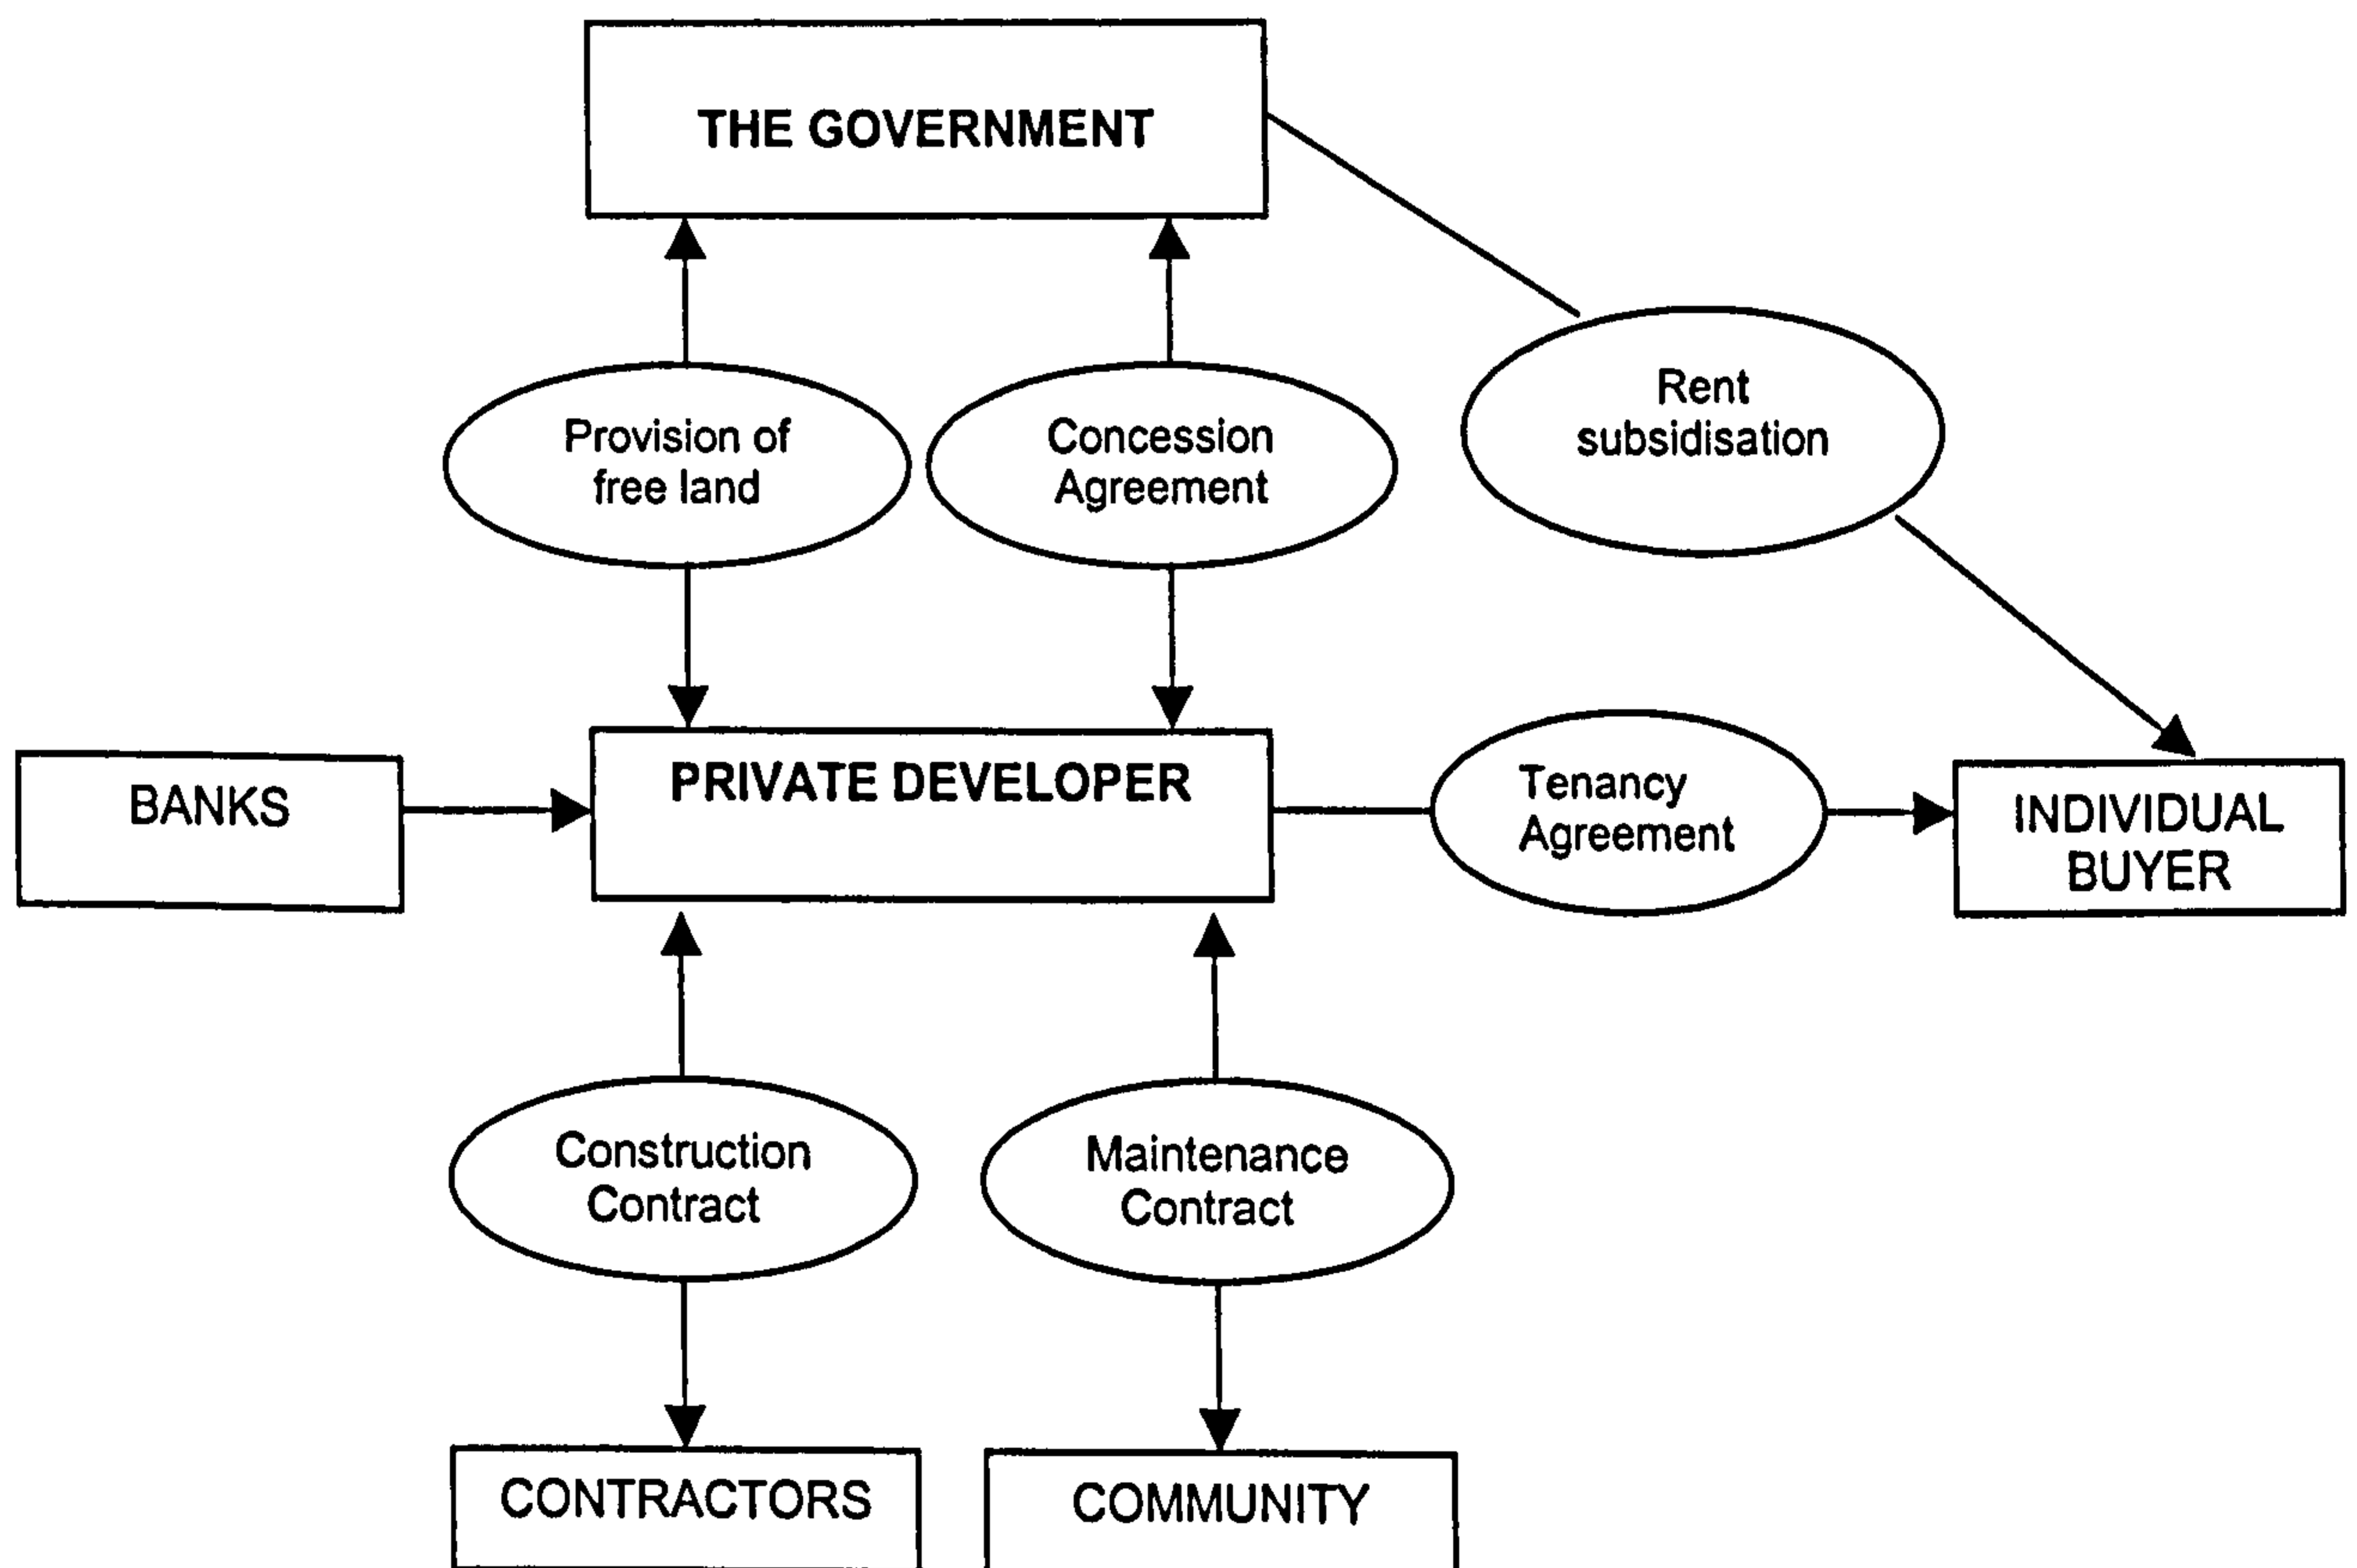 THE GOVERNMENT
Provision of
free land
Concession
Agreement
Rent
subsidisation
BANKS
PRIVATE DEVELOPER
Tenancy
Agreement
INDIVIDUAL
BUYER
Construction
Contract
Maintenance
Contract
CONTRACTORS
COMMUNITY